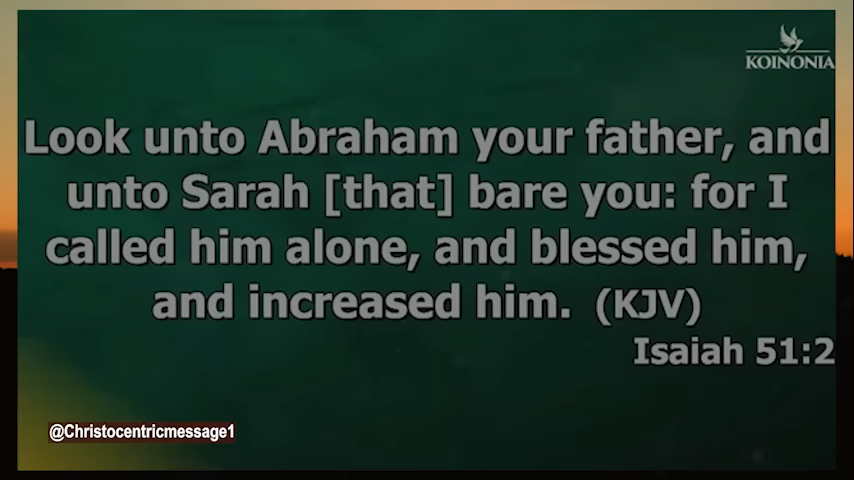 KOINONIA
Look unto Abraham your father, and
unto Sarah [that] bare you: for I
called him alone, and blessed him,
and increased him. (KJV)
Isaiah 51:2
@Christocentricmessage1